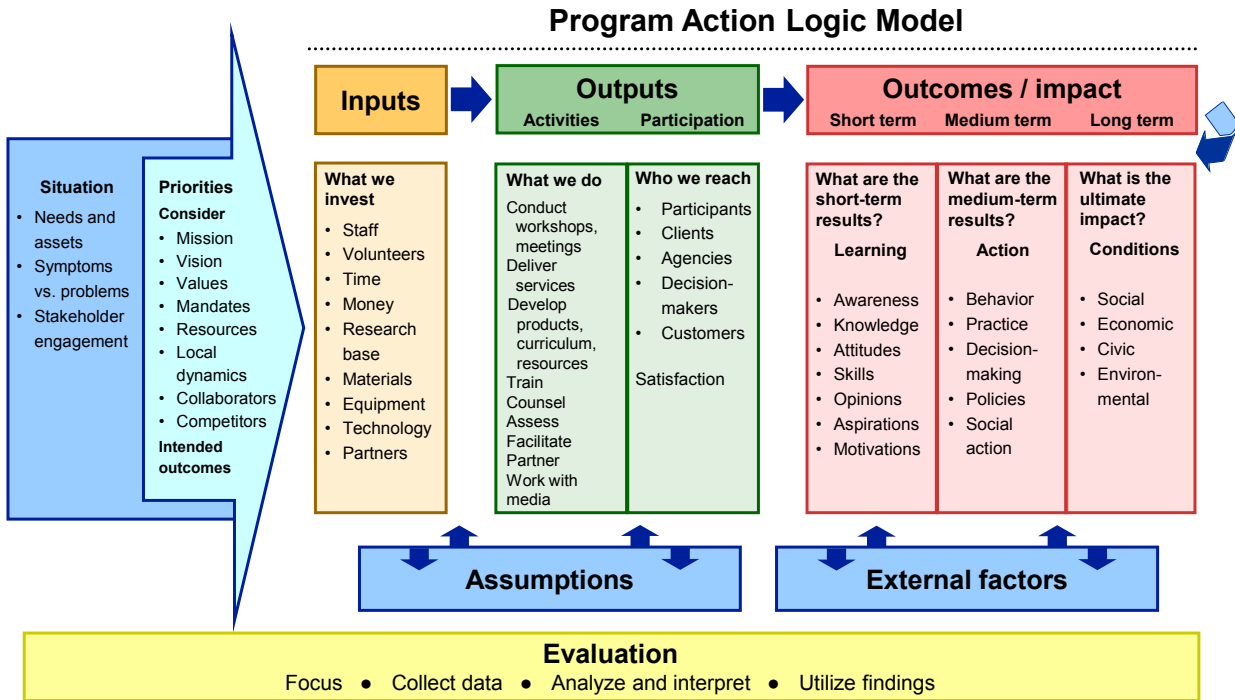 Program Action Logic Model
Situation
• Needs and
assets
• Symptoms
vs. problems
• Stakeholder
engagement
Priorities
Consider
• Mission
• Vision
• Values
• Mandates
• Resources
• Local
dynamics
• Collaborators
• Competitors
Intended
outcomes
Inputs
What we
invest
• Staff
• Volunteers
• Time
• Money
• Research
base
• Materials
• Equipment
• Technology
• Partners
Outputs
Activities
Participation
What we do
Conduct
workshops,
meetings
Deliver
services
Develop
products,
curriculum,
resources
Train
Counsel
Assess
Facilitate
Partner
Work with
media
Who we reach
• Participants
• Clients
• Agencies
• Decision-
makers
• Customers
Satisfaction
Outcomes / impact
Short term
Medium term
Long term
What are the
short-term
results?
Learning
• Awareness
• Knowledge
• Attitudes
• Skills
• Opinions
• Aspirations
• Motivations
What are the
medium-term
results?
Action
• Behavior
• Practice
• Decision-
making
• Policies
• Social
action
What is the
ultimate
impact?
Conditions
• Social
• Economic
• Civic
• Environ-
mental
Assumptions
External factors
Evaluation
Focus ● Collect data ● Analyze and interpret ● Utilize findings